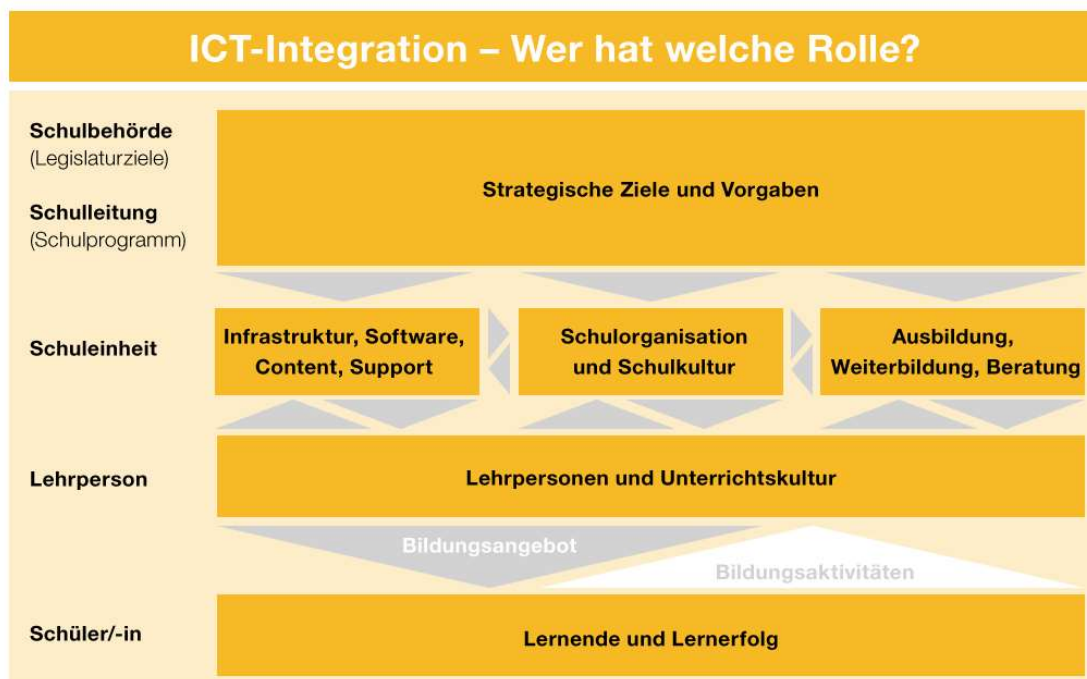 ICT-Integration – Wer hat welche Rolle?
Schulbehörde
(Legislaturziele)
Schulleitung
(Schulprogramm)
Strategische Ziele und Vorgaben
Schuleinheit
Infrastruktur, Software,
Content, Support
Schulorganisation
und Schulkultur
Ausbildung,
Weiterbildung, Beratung
Lehrperson
Lehrpersonen und Unterrichtskultur
Bildungsangebot
Bildungsaktivitäten
Schüler/-in
Lernende und Lernerfolg